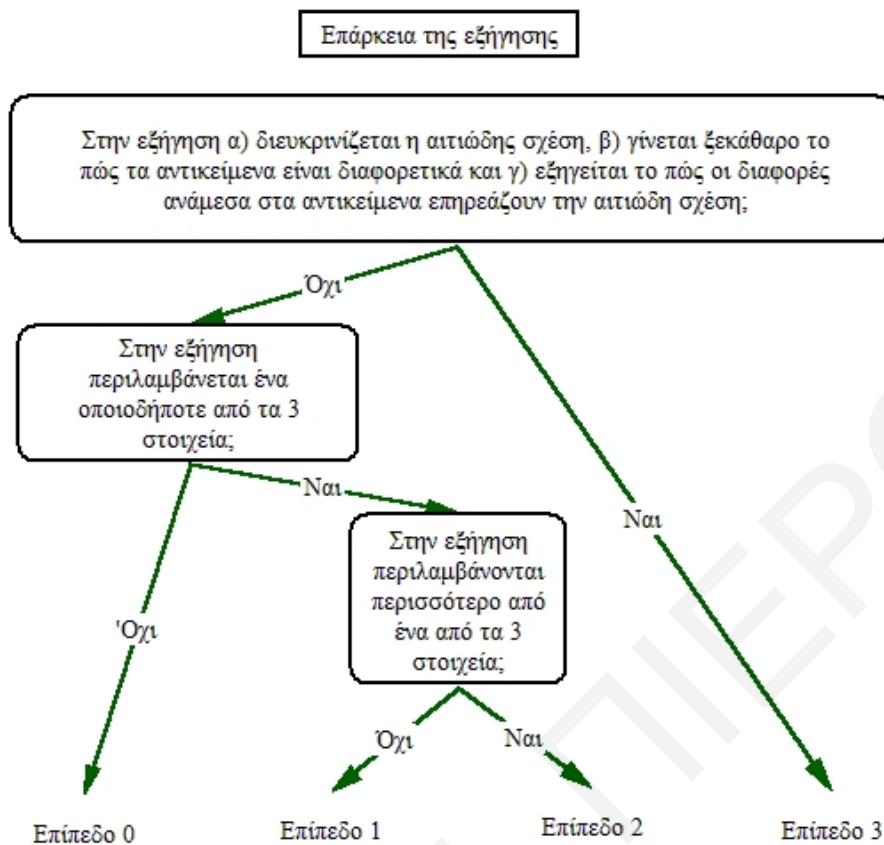 Επάρκεια της εξήγησης
Στην εξήγηση α) διευκρινίζεται η αιτιώδης σχέση, β) γίνεται ξεκάθαρο το
πώς τα αντικείμενα είναι διαφορετικά και γ) εξηγείται το πώς οι διαφορές
ανάμεσα στα αντικείμενα επηρεάζουν την αιτιώδη σχέση;
Όχι
Στην εξήγηση
περιλαμβάνεται ένα
οποιοδήποτε από τα 3
στοιχεία;
Ναι
Ναι
Στην εξήγηση
περιλαμβάνονται
περισσότερο από
ένα από τα 3
στοιχεία;
'Οχι
Όχι
Ναι
Επίπεδο 0
Επίπεδο 1
Επίπεδο 2
Επίπεδο 3